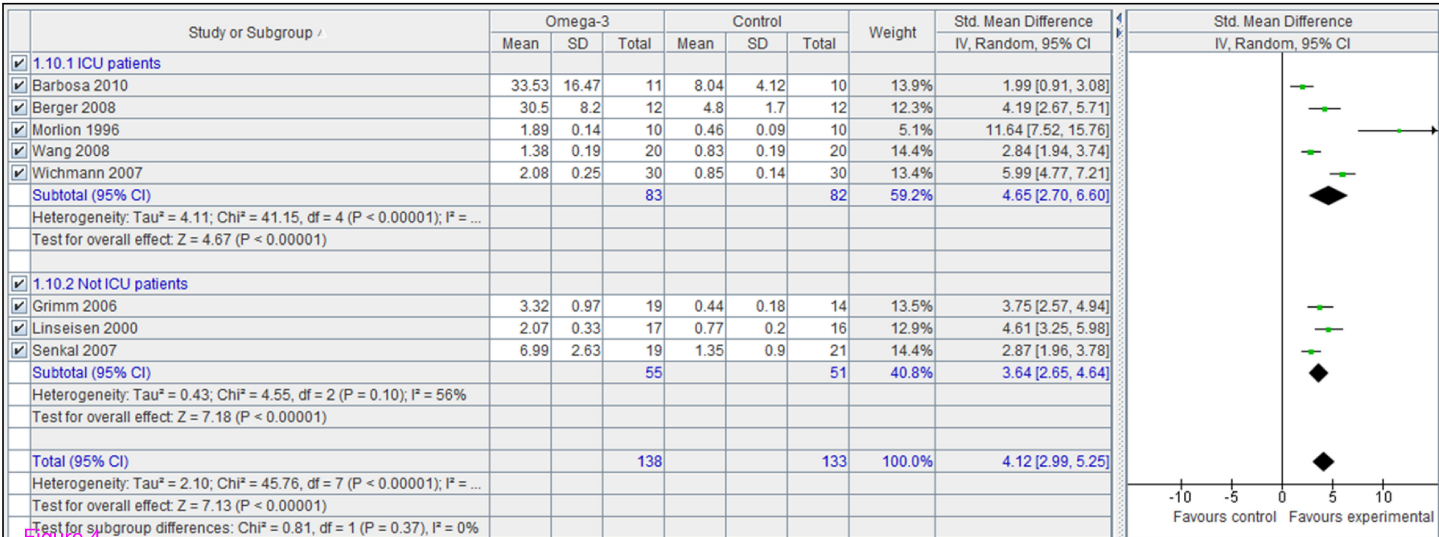 Study or Subgroup Omega-3 Control Weight Std. Mean Difference Std. Mean Difference
Mean SD Total Mean SD Total IV, Random, 95% CI IV, Random, 95% CI
1.10.1 ICU patients
Barbosa 2010 33.53 16.47 11 8.04 4.12 10 13.9% 1.99 [0.91, 3.08]
Berger 2008 30.5 8.2 12 4.8 1.7 12 12.3% 4.19 [2.67, 5.71]
Morlion 1996 1.89 0.14 10 0.46 0.09 10 5.1% 11.64 [7.52, 15.76]
Wang 2008 1.38 0.19 20 0.83 0.19 20 14.4% 2.84 [1.94, 3.74]
Wichmann 2007 2.08 0.25 30 0.85 0.14 30 13.4% 5.99 [4.77, 7.21]
Subtotal (95% CI) 83 82 59.2% 4.65 [2.70, 6.60]
Heterogeneity: Tau² = 4.11; Chi² = 41.15, df = 4 (P < 0.00001); I² = ...
Test for overall effect: Z = 4.67 (P < 0.00001)
1.10.2 Not ICU patients
Grimm 2006 3.32 0.97 19 0.44 0.18 14 13.5% 3.75 [2.57, 4.94]
Linseisen 2000 2.07 0.33 17 0.77 0.2 16 12.9% 4.61 [3.25, 5.98]
Senkal 2007 6.99 2.63 19 1.35 0.9 21 14.4% 2.87 [1.96, 3.78]
Subtotal (95% CI) 55 51 40.8% 3.64 [2.65, 4.64]
Heterogeneity: Tau² = 0.43; Chi² = 4.55, df = 2 (P = 0.10); I² = 56%
Test for overall effect: Z = 7.18 (P < 0.00001)
Total (95% CI) 138 133 100.0% 4.12 [2.99, 5.25]
Heterogeneity: Tau² = 2.10; Chi² = 45.76, df = 7 (P < 0.00001); I² = ...
Test for overall effect: Z = 7.13 (P < 0.00001)
Test for subgroup differences: Chi² = 0.81, df = 1 (P = 0.37), I² = 0%
-10 -5 0 5 10
Favours control Favours experimental
Figure 4